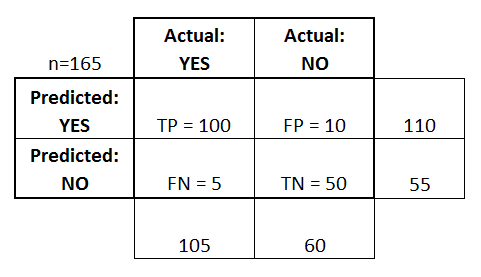 Actual: Actual:
n=165 YES NO
Predicted:
YES TP = 100 FP = 10 110
Predicted:
NO FN = 5 TN = 50 55
105 60